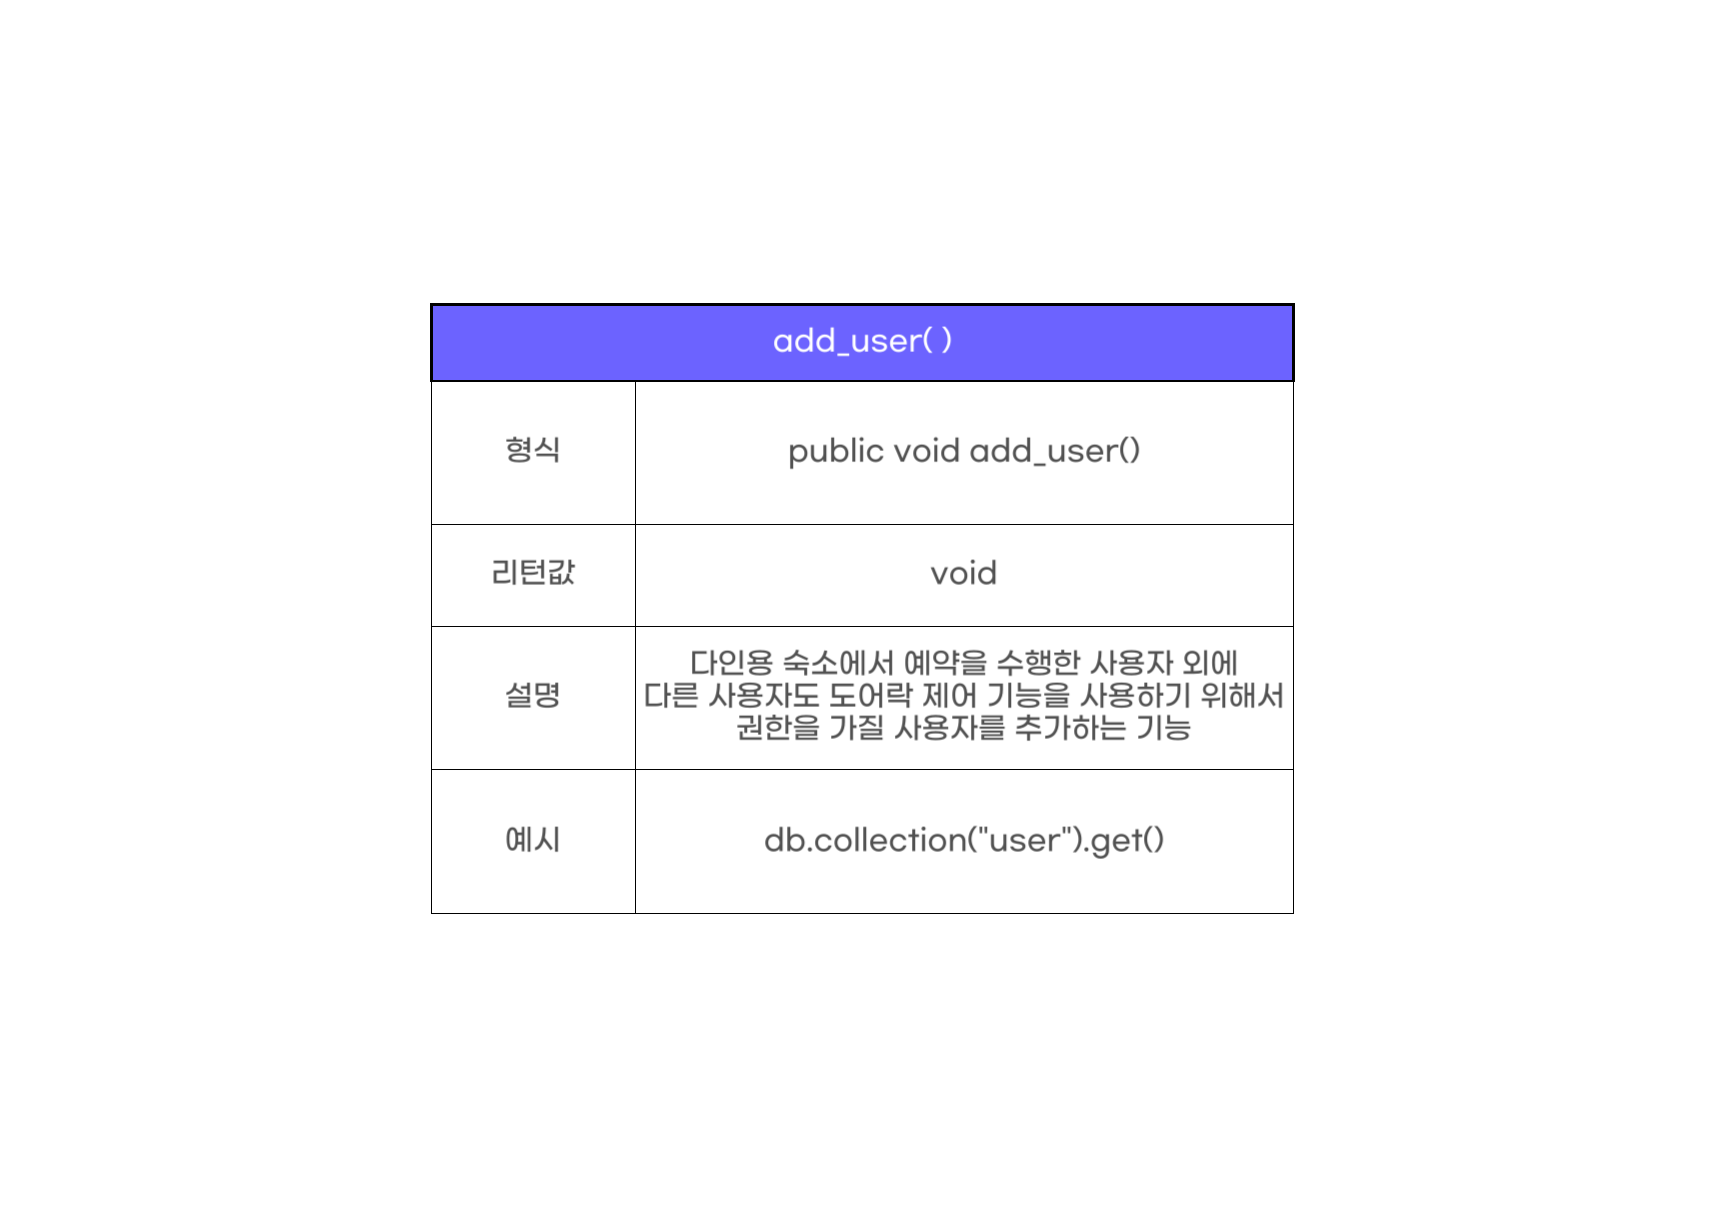 add_user( )
형식
public void add_user()
리턴값
void
설명
다인용 숙소에서 예약을 수행한 사용자 외에
다른 사용자도 도어락 제어 기능을 사용하기 위해서
권한을 가질 사용자를 추가하는 기능
예시
db.collection("user").get()